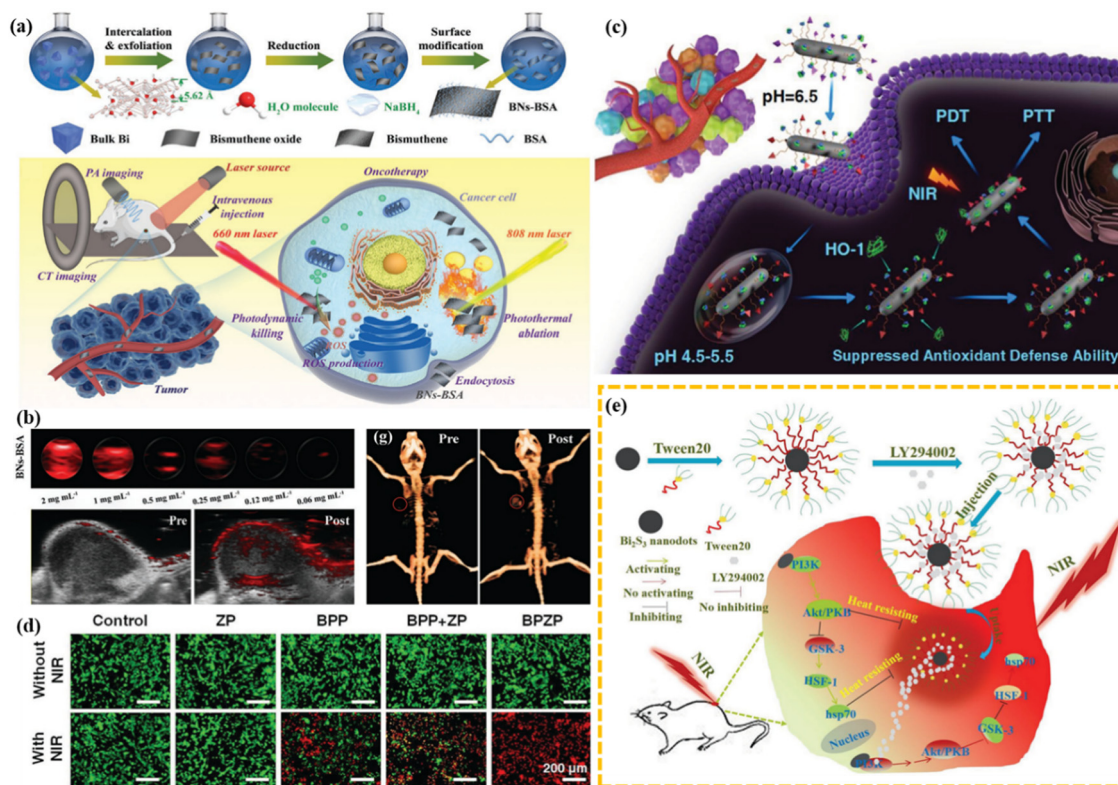 (a)
Intercalation
& exfoliation
Reduction
Surface
modification
5.62 Å
H₂O molecule
NaBH₄
BNs-BSA
Bulk Bi
Bismuthene oxide
Bismuthene
BSA
PA imaging
Laser source
Intravenous
injection
CT imaging
Tumor
Oncotherapy
Cancer cell
660 nm laser
808 nm laser
Photodynamic
killing
ROS
ROS production
Photothermal
ablation
Endocytosis
BNs-BSA
(b)
BNs-BSA
2 mg mL⁻¹
1 mg mL⁻¹
0.5 mg mL⁻¹
0.25 mg mL⁻¹
0.12 mg mL⁻¹
0.06 mg mL⁻¹
Pre
Post
(g)
Pre
Post
(c)
pH=6.5
PDT
PTT
NIR
HO-1
pH 4.5-5.5
Suppressed Antioxidant Defense Ability
(d)
Control
ZP
BPP
BPP+ZP
BPZP
Without
NIR
With
NIR
200 μm
(e)
Tween20
LY294002
Injection
Bi₂S₃ nanodots
Tween20
Activating
LY294002
No activating
No inhibiting
Inhibiting
NIR
NIR
PI3K
Akt/PKB
Heat resisting
GSK-3
HSF-1
Heat resisting
hsp70
Nucleus
PI3K
Akt/PKB
GSK-3
HSF-1
hsp70
Uptake